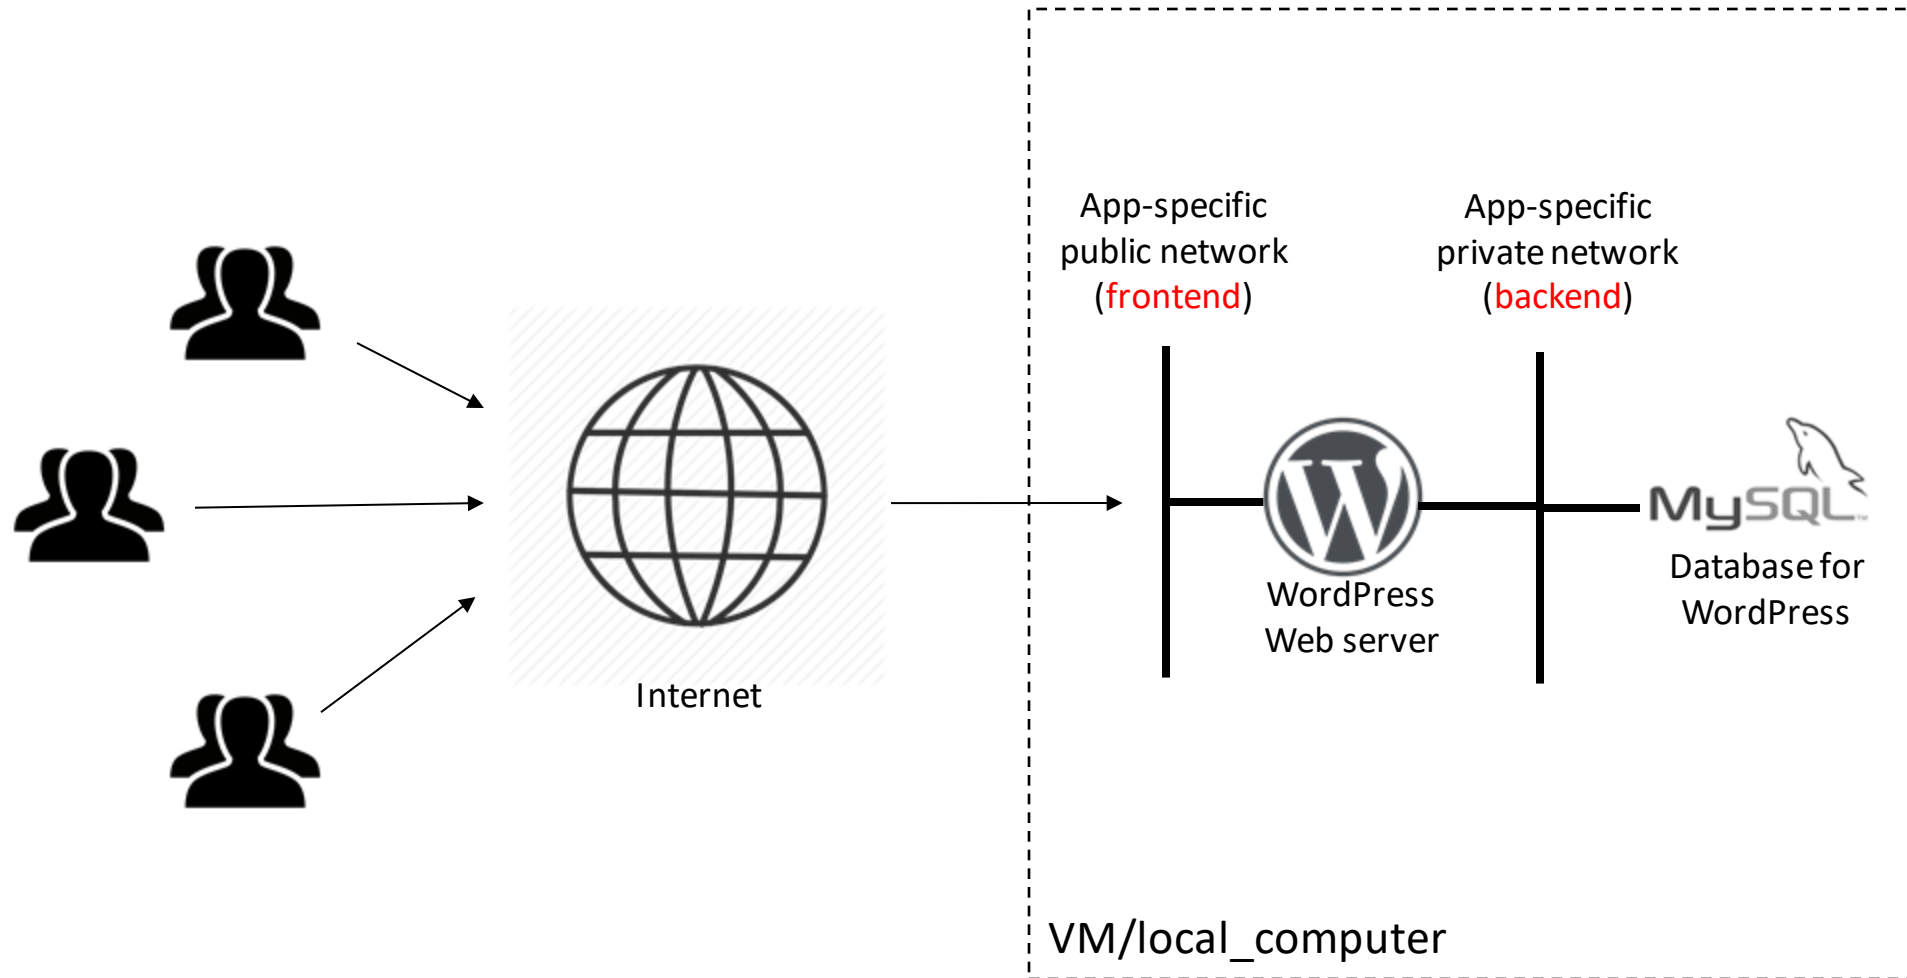 App-specific
public network
(frontend)
App-specific
private network
(backend)
Internet
W
WordPress
Web server
MySQL
Database for
WordPress
VM/local_computer